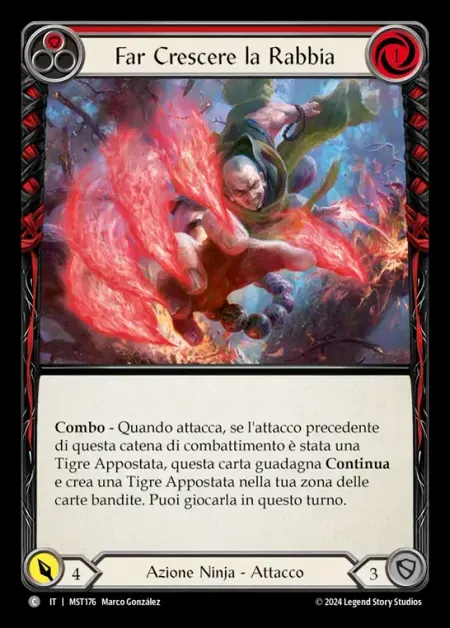 Far Crescere la Rabbia
1
Combo - Quando attacca, se l'attacco precedente
di questa catena di combattimento è stata una
Tigre Appostata, questa carta guadagna Continua
e crea una Tigre Appostata nella tua zona delle
carte bandite. Puoi giocarla in questo turno.
4
Azione Ninja - Attacco
3
C IT | MST176 Marco González
© 2024 Legend Story Studios